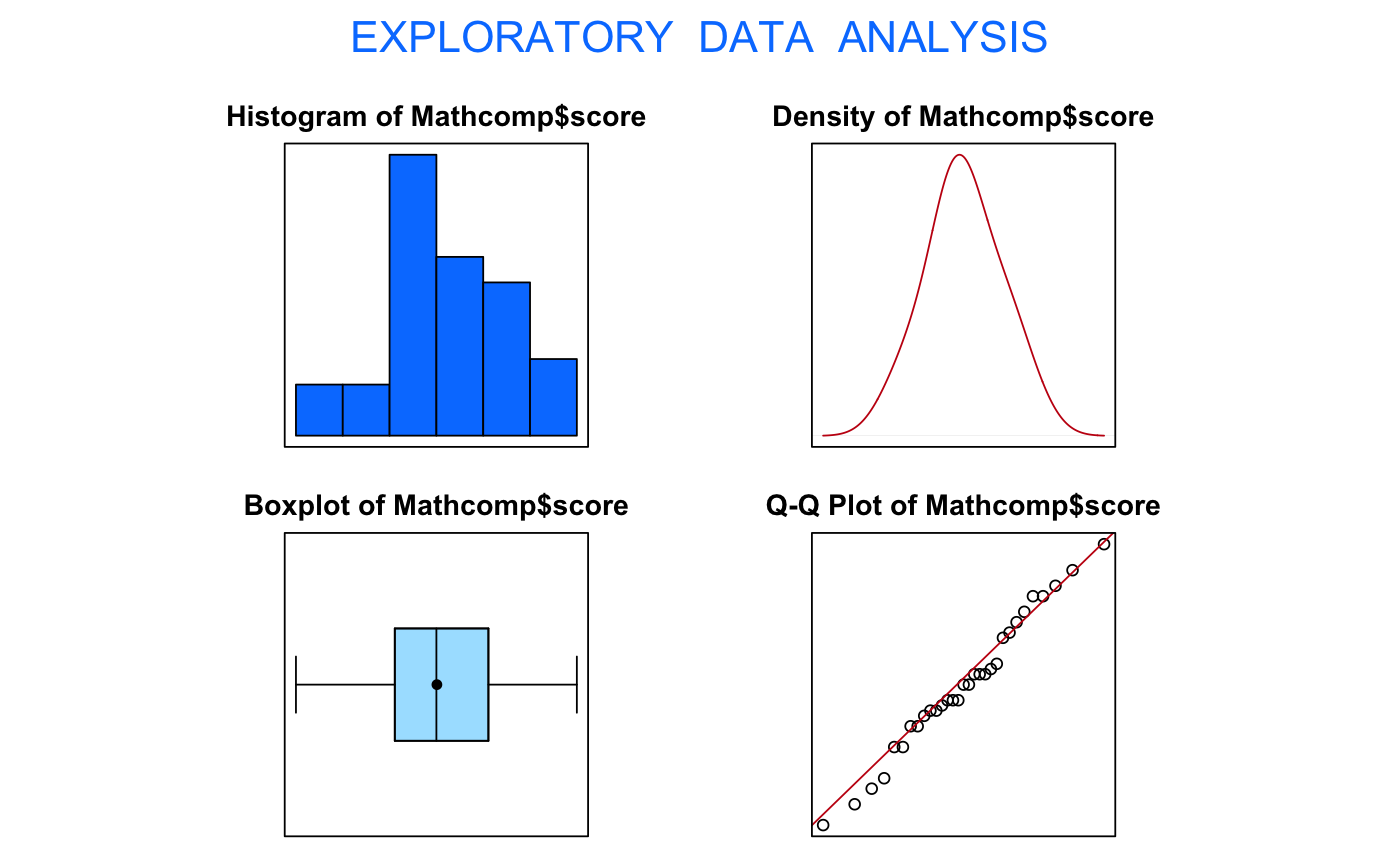 EXPLORATORY DATA ANALYSIS
Histogram of Mathcomp$score
Density of Mathcomp$score
Boxplot of Mathcomp$score
Q-Q Plot of Mathcomp$score